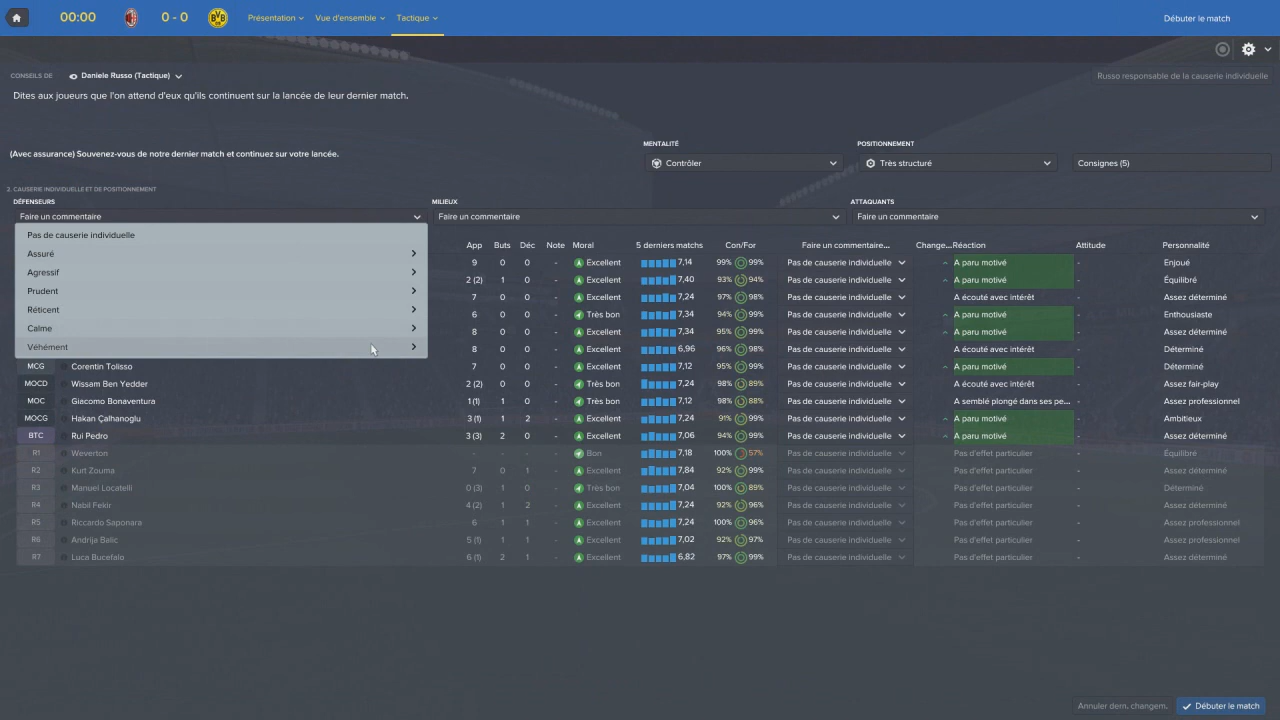 00:00 0 - 0 BVB 09 Présentation Vue d'ensemble Tactique Débuter le match
CONSEILS DE Daniele Russo (Tactique) Russo responsable de la causerie individuelle
Dites aux joueurs que l'on attend d'eux qu'ils continuent sur la lancée de leur dernier match.
MENTALITÉ POSITIONNEMENT
(Avec assurance) Souvenez-vous de notre dernier match et continuez sur votre lancée.
Contrôler Très structuré Consignes (5)
2. CAUSERIE INDIVIDUELLE ET DE POSITIONNEMENT
DÉFENSEURS MILIEUX ATTAQUANTS
Faire un commentaire Faire un commentaire Faire un commentaire
Pas de causerie individuelle
Assuré
Agressif
Prudent
Réticent
Calme
Véhément
App Buts Déc Note Moral 5 derniers matchs Con/For Faire un commentaire... Change... Réaction Attitude Personnalité
9 0 0 - Excellent 7,14 99% 99% Pas de causerie individuelle A paru motivé - Enjoué
2 (2) 1 0 - Excellent 7,40 93% 94% Pas de causerie individuelle A paru motivé - Équilibré
7 0 0 - Excellent 7,24 97% 98% Pas de causerie individuelle A écouté avec intérêt - Assez déterminé
6 0 0 - Très bon 7,34 94% 99% Pas de causerie individuelle A paru motivé - Enthousiaste
8 0 0 - Excellent 7,34 95% 99% Pas de causerie individuelle A paru motivé - Assez déterminé
8 0 0 - Excellent 6,96 96% 98% Pas de causerie individuelle A écouté avec intérêt - Déterminé
MCG Corentin Tolisso 7 0 0 - Excellent 7,12 95% 99% Pas de causerie individuelle A paru motivé - Déterminé
MOCD Wissam Ben Yedder 2 (2) 0 0 - Très bon 7,24 98% 89% Pas de causerie individuelle A écouté avec intérêt - Assez fair-play
MOC Giacomo Bonaventura 1 (1) 0 0 - Très bon 7,12 98% 88% Pas de causerie individuelle A semblé plongé dans ses pe... - Assez professionnel
MOCG Hakan Çalhanoglu 3 (1) 1 2 - Excellent 7,24 91% 99% Pas de causerie individuelle A paru motivé - Ambitieux
BTC Rui Pedro 3 (3) 2 0 - Excellent 7,06 94% 99% Pas de causerie individuelle A paru motivé - Assez déterminé
R1 Weverton - - - - Bon 7,18 100% 57% Pas de causerie individuelle Pas d'effet particulier - Équilibré
R2 Kurt Zouma 7 0 1 - Excellent 7,84 92% 99% Pas de causerie individuelle Pas d'effet particulier - Assez déterminé
R3 Manuel Locatelli 0 (3) 1 0 - Très bon 7,04 100% 89% Pas de causerie individuelle Pas d'effet particulier - Déterminé
R4 Nabil Fekir 4 (2) 1 2 - Excellent 7,24 92% 96% Pas de causerie individuelle Pas d'effet particulier - Assez déterminé
R5 Riccardo Saponara 6 1 1 - Excellent 7,24 100% 96% Pas de causerie individuelle Pas d'effet particulier - Assez professionnel
R6 Andrija Balic 5 (1) 1 1 - Excellent 7,02 92% 97% Pas de causerie individuelle Pas d'effet particulier - Assez professionnel
R7 Luca Bucefalo 6 (1) 2 1 - Excellent 6,82 97% 99% Pas de causerie individuelle Pas d'effet particulier - Assez déterminé
Annuler dern. changem. Débuter le match